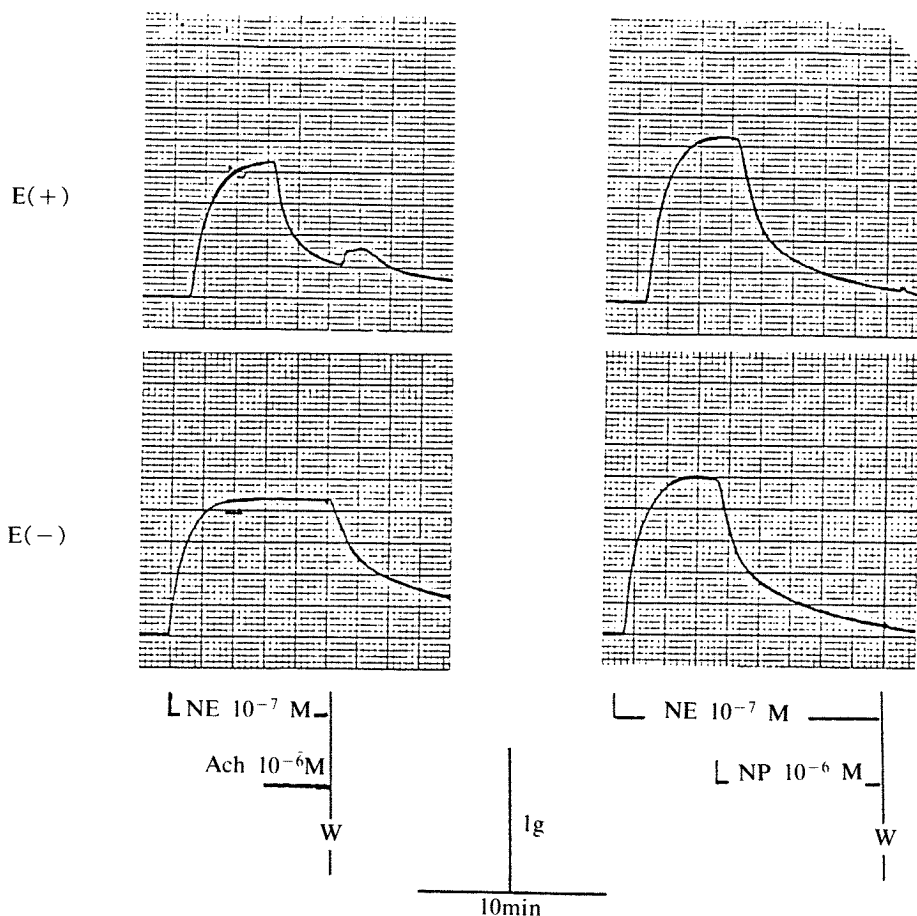 E(+)
E(−)
NE 10⁻⁷ M
NE 10⁻⁷ M
Ach 10⁻⁶M
NP 10⁻⁶ M
W
1g
W
10min